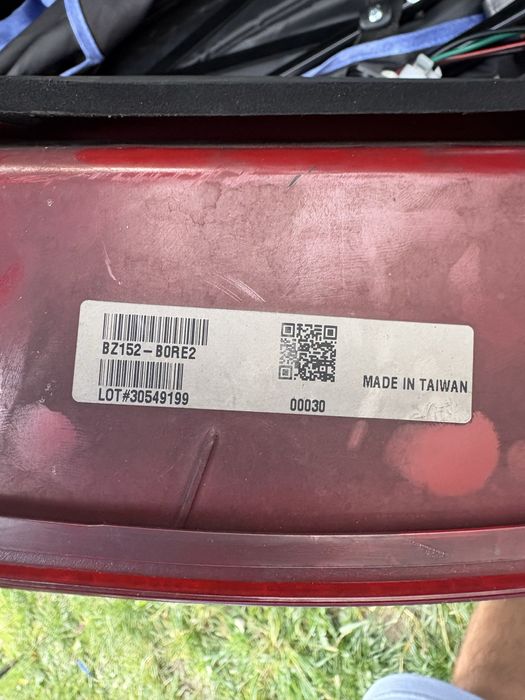 BZ152-B0RE2
LOT#30549199
00030
MADE IN TAIWAN